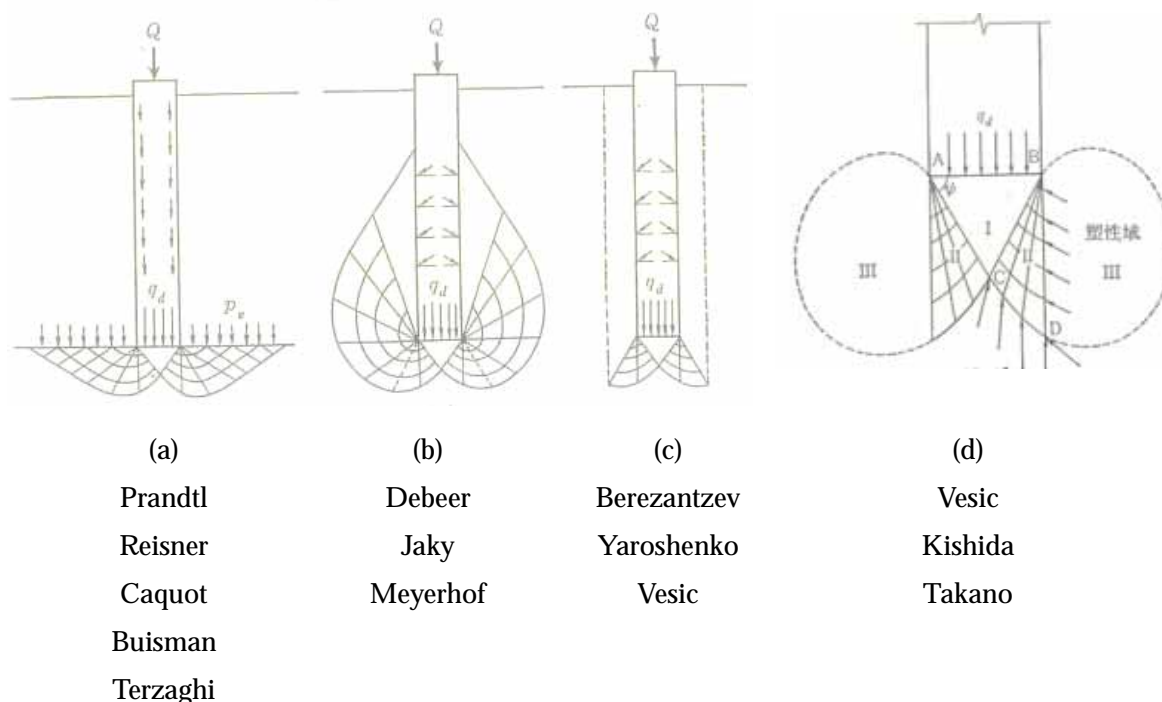 Q
Q
Q
q_d
A
B
ψ
q_d
p_v
q_d
q_d
I
II
II
塑性域
III
III
C
D
(a)
(b)
(c)
(d)
Prandtl
Debeer
Berezantzev
Vesic
Reisner
Jaky
Yaroshenko
Kishida
Caquot
Meyerhof
Vesic
Takano
Buisman
Terzaghi